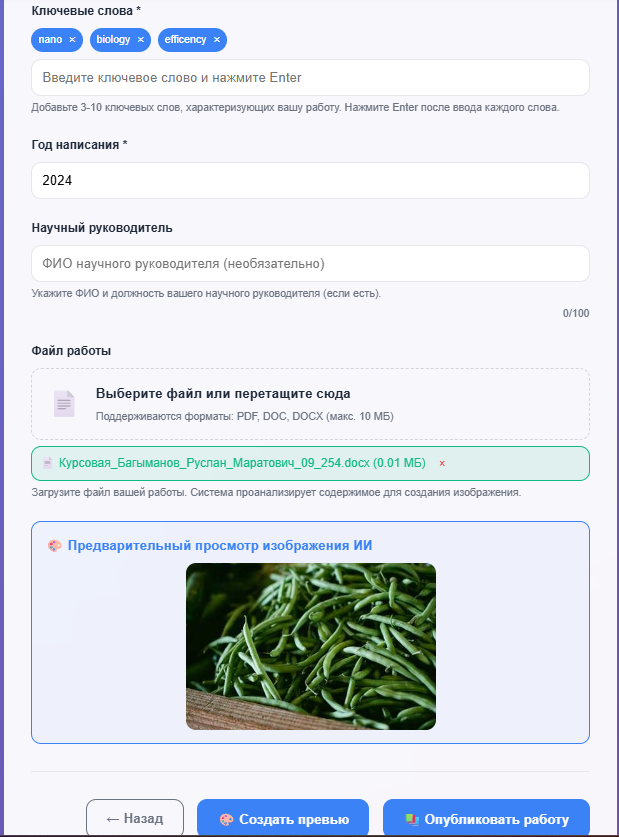 Ключевые слова *
nano × biology × efficency ×
Введите ключевое слово и нажмите Enter
Добавьте 3-10 ключевых слов, характеризующих вашу работу. Нажмите Enter после ввода каждого слова.
Год написания *
2024
Научный руководитель
ФИО научного руководителя (необязательно)
Укажите ФИО и должность вашего научного руководителя (если есть).
0/100
Файл работы
Выберите файл или перетащите сюда
Поддерживаются форматы: PDF, DOC, DOCX (макс. 10 МБ)
Курсовая_Багыманов_Руслан_Маратович_09_254.docx (0.01 МБ) ×
Загрузите файл вашей работы. Система проанализирует содержимое для создания изображения.
Предварительный просмотр изображения ИИ
← Назад Создать превью Опубликовать работу